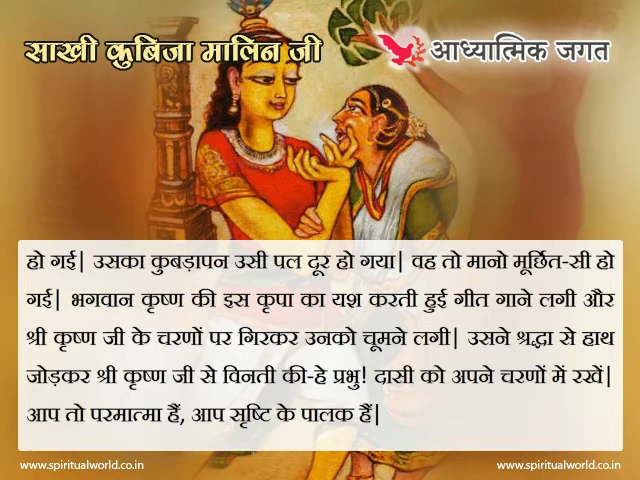 साखी कुबिजा मालिन जी
आध्यात्मिक जगत
हो गई| उसका कुबड़ापन उसी पल दूर हो गया| वह तो मानो मूर्छित-सी हो
गई| भगवान कृष्ण की इस कृपा का यश करती हुई गीत गाने लगी और
श्री कृष्ण जी के चरणों पर गिरकर उनको चूमने लगी| उसने श्रद्धा से हाथ
जोड़कर श्री कृष्ण जी से विनती की-हे प्रभु! दासी को अपने चरणों में रखें|
आप तो परमात्मा हैं, आप सृष्टि के पालक हैं|
www.spiritualworld.co.in
www.spiritualworld.co.in